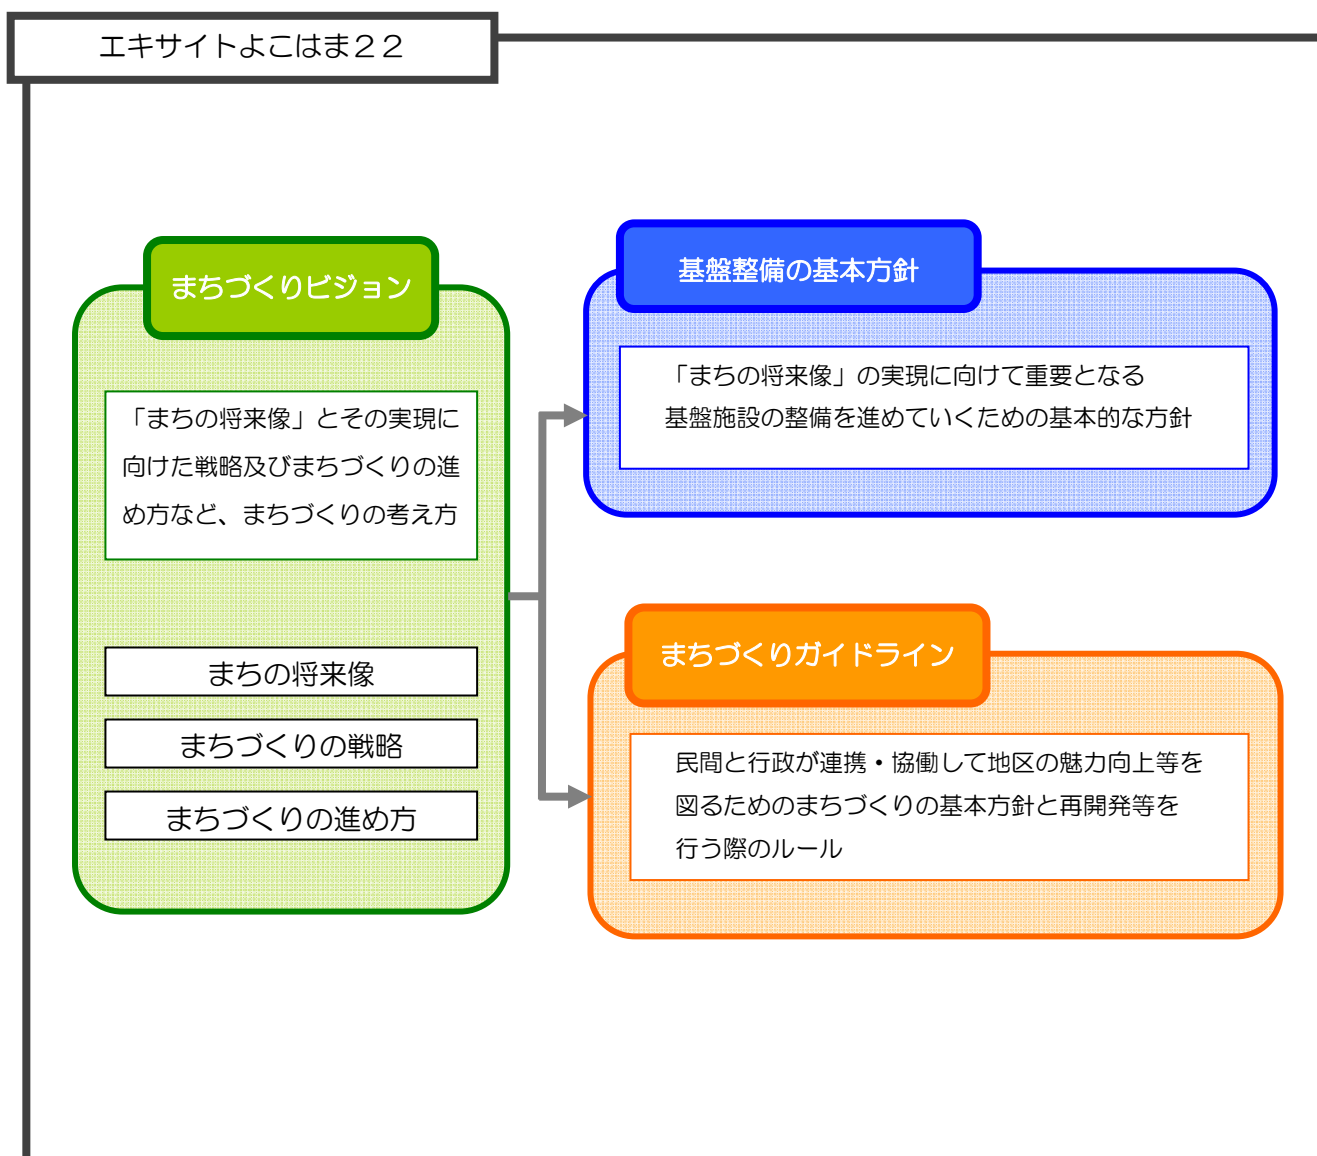 エキサイトよこはま２２
まちづくりビジョン
「まちの将来像」とその実現に
向けた戦略及びまちづくりの進
め方など、まちづくりの考え方
まちの将来像
まちづくりの戦略
まちづくりの進め方
基盤整備の基本方針
「まちの将来像」の実現に向けて重要となる
基盤施設の整備を進めていくための基本的な方針
まちづくりガイドライン
民間と行政が連携・協働して地区の魅力向上等を
図るためのまちづくりの基本方針と再開発等を
行う際のルール